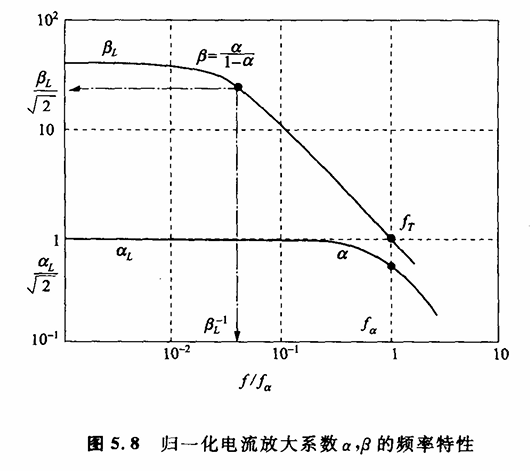 10²
β_L
β=α/(1-α)
β_L/√2
10
f_T
1
α_L
α
α_L/√2
β_L⁻¹
f_α
10⁻¹
10⁻²
10⁻¹
1
10
f/f_α
图 5.8 归一化电流放大系数α,β的频率特性